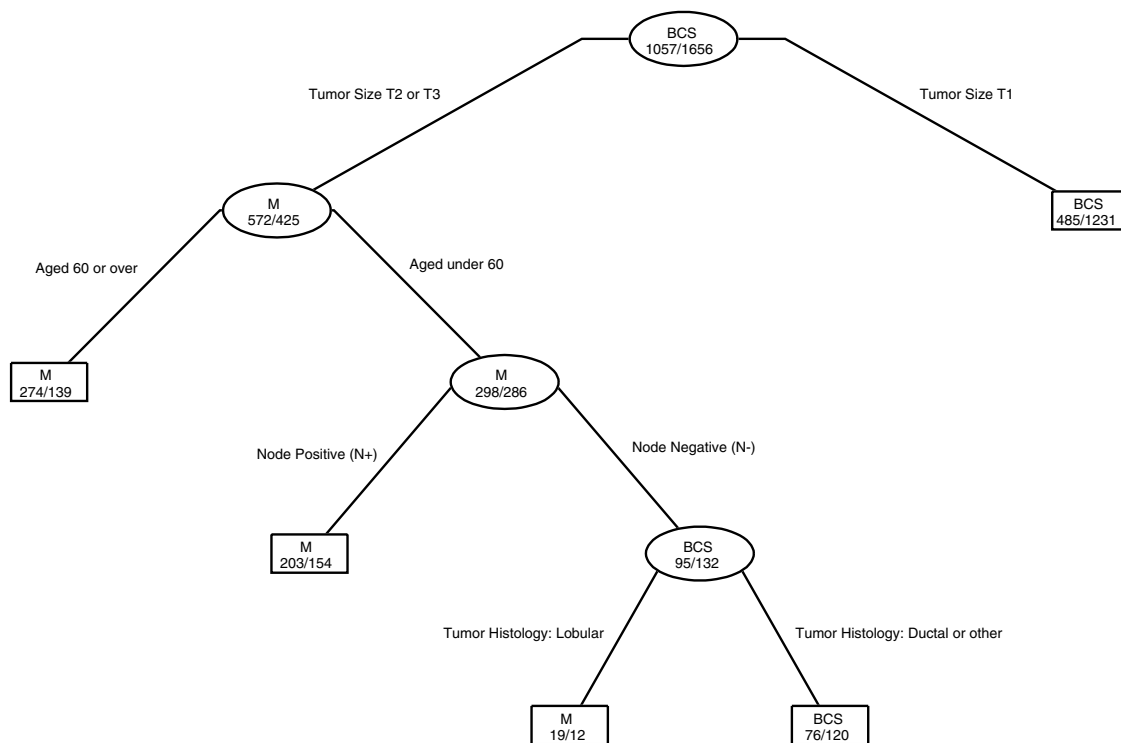 BCS
1057/1656
Tumor Size T2 or T3
Tumor Size T1
M
572/425
BCS
485/1231
Aged 60 or over
Aged under 60
M
274/139
M
298/286
Node Positive (N+)
Node Negative (N-)
M
203/154
BCS
95/132
Tumor Histology: Lobular
Tumor Histology: Ductal or other
M
19/12
BCS
76/120